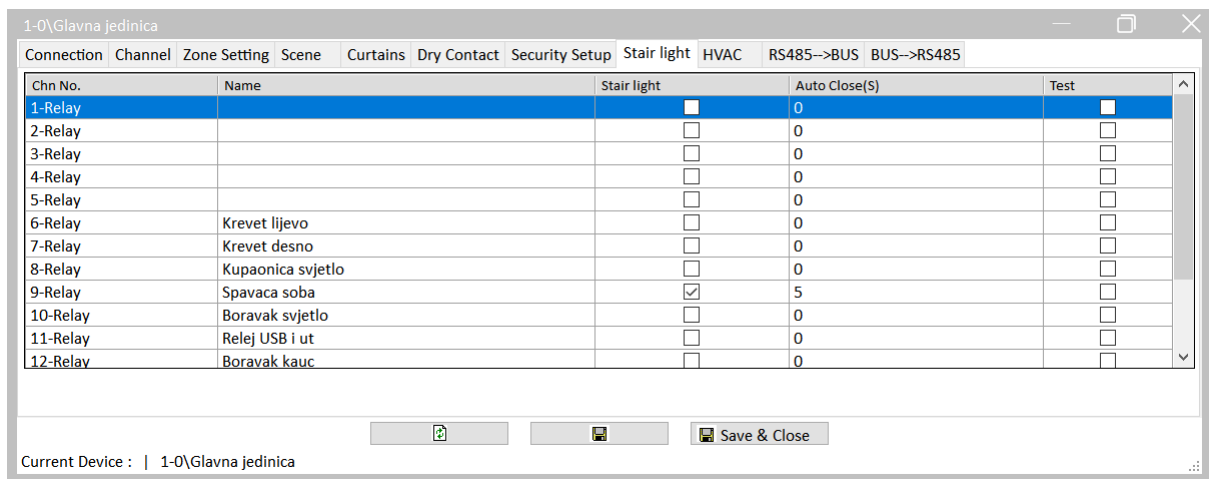 1-0\Glavna jedinica
Connection Channel Zone Setting Scene Curtains Dry Contact Security Setup Stair light HVAC RS485-->BUS BUS-->RS485
Chn No. Name Stair light Auto Close(S) Test
1-Relay 0
2-Relay 0
3-Relay 0
4-Relay 0
5-Relay 0
6-Relay Krevet lijevo 0
7-Relay Krevet desno 0
8-Relay Kupaonica svjetlo 0
9-Relay Spavaca soba 5
10-Relay Boravak svjetlo 0
11-Relay Relej USB i ut 0
12-Relay Boravak kauc 0
Save & Close
Current Device : | 1-0\Glavna jedinica